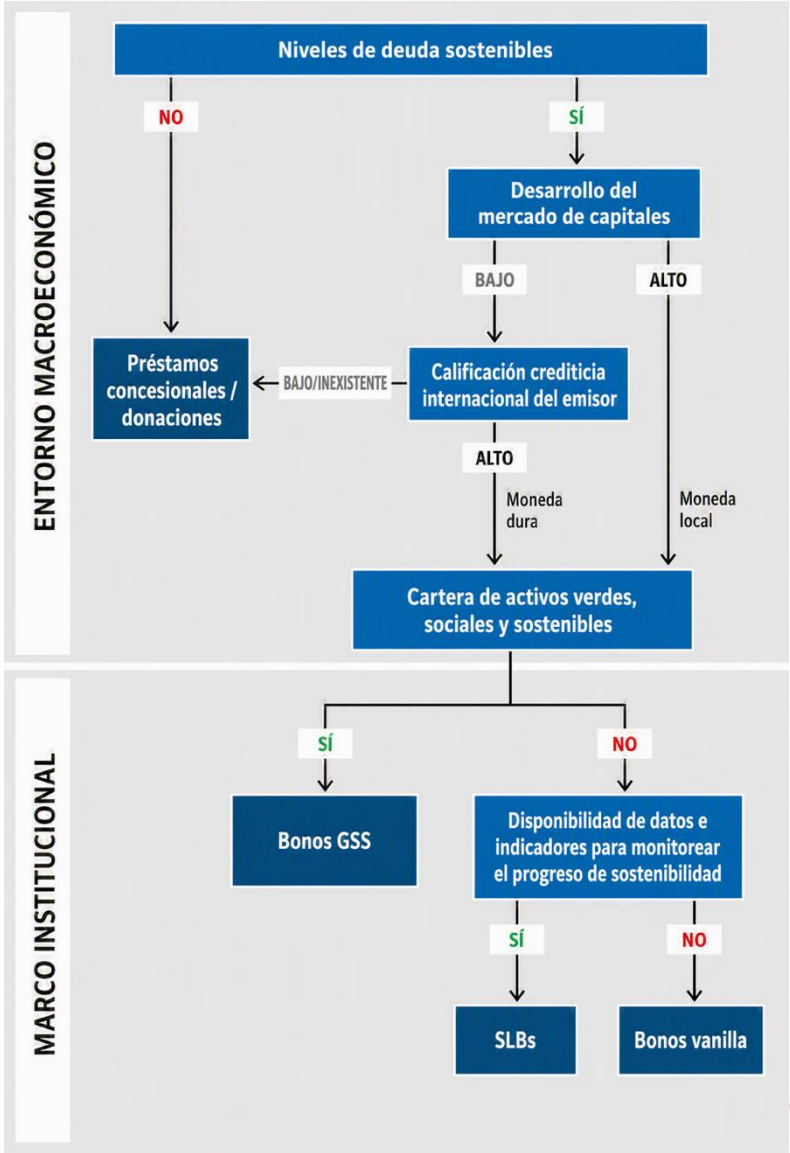 ENTORNO MACROECONÓMICO
Niveles de deuda sostenibles
NO
SÍ
Desarrollo del
mercado de capitales
BAJO
ALTO
Préstamos
concesionales /
donaciones
BAJO/INEXISTENTE
Calificación crediticia
internacional del emisor
ALTO
Moneda
dura
Moneda
local
Cartera de activos verdes,
sociales y sostenibles
MARCO INSTITUCIONAL
SÍ
NO
Bonos GSS
Disponibilidad de datos e
indicadores para monitorear
el progreso de sostenibilidad
SÍ
NO
SLBs
Bonos vanilla